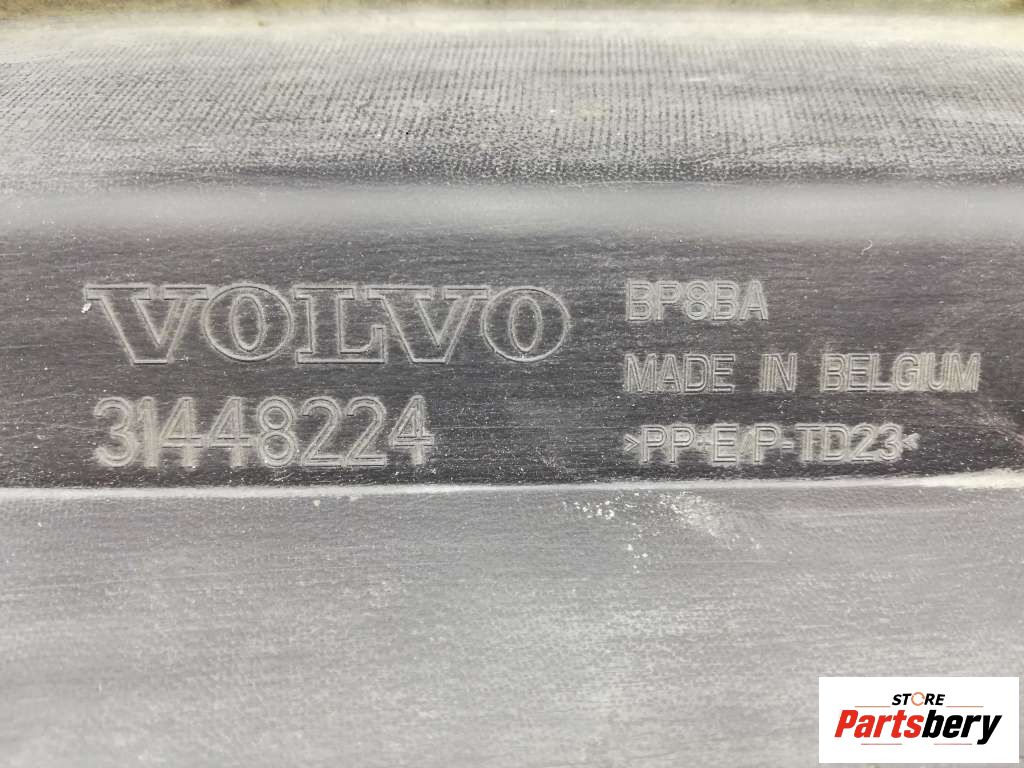 VOLVO
31448224
BP8BA
MADE IN BELGIUM
>PP+E/P-TD23<
STORE
Partsbery